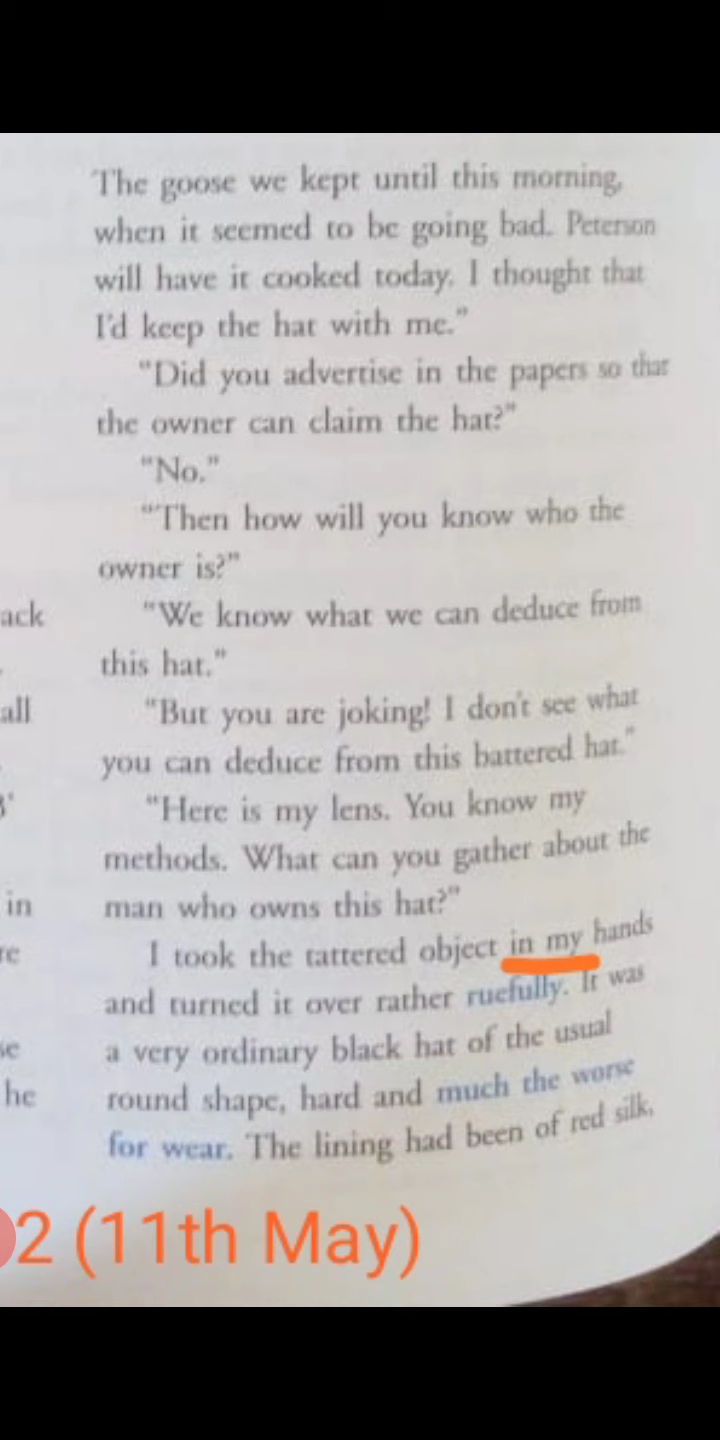 The goose we kept until this morning,
when it seemed to be going bad. Peterson
will have it cooked today. I thought that
I'd keep the hat with me."
"Did you advertise in the papers so that
the owner can claim the hat?"
"No."
"Then how will you know who the
owner is?"
ack
"We know what we can deduce from
this hat."
all
"But you are joking! I don't see what
you can deduce from this battered hat."
"Here is my lens. You know my
methods. What can you gather about the
in
man who owns this hat?"
I took the tattered object in my hands
and turned it over rather ruefully. It was
a very ordinary black hat of the usual
he
round shape, hard and much the worse
for wear. The lining had been of red silk,
2 (11th May)